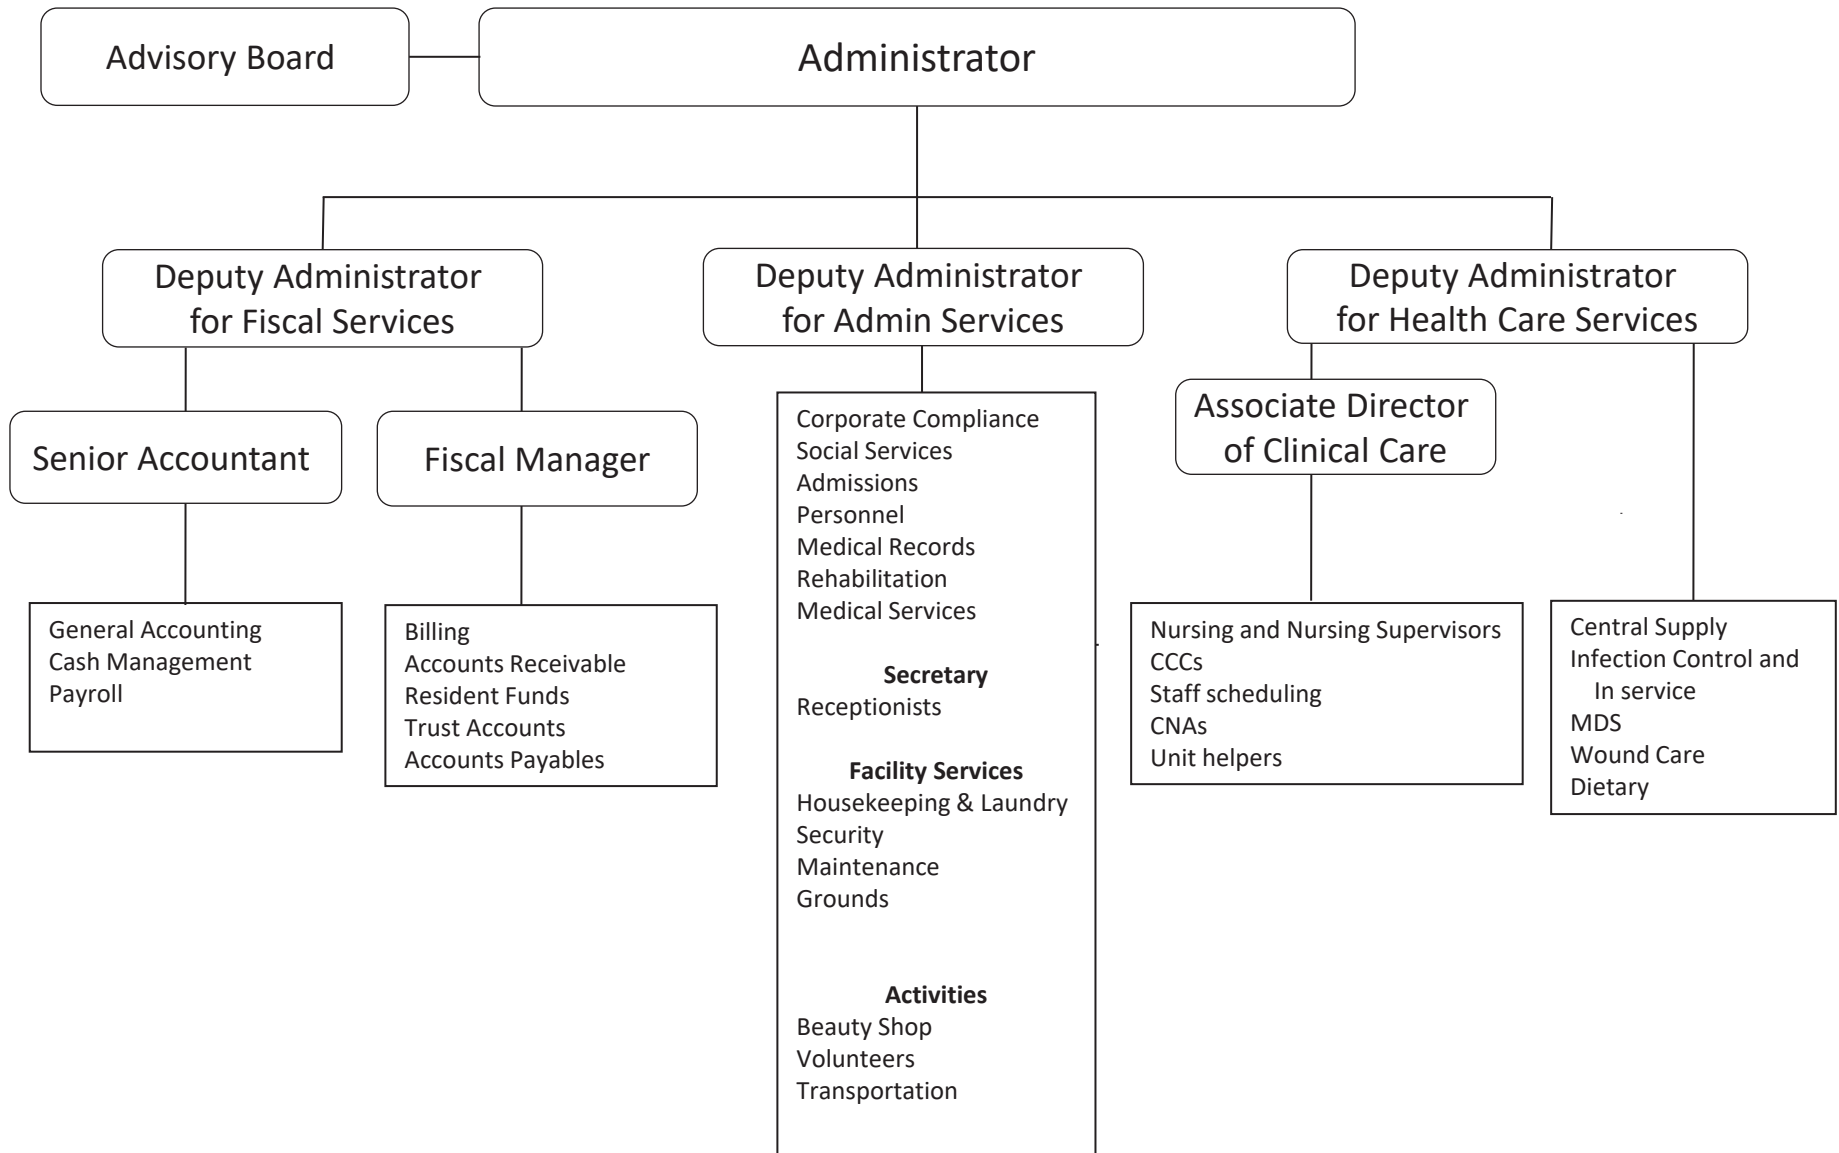 Advisory Board
Administrator
Deputy Administrator
for Fiscal Services
Deputy Administrator
for Admin Services
Deputy Administrator
for Health Care Services
Senior Accountant
Fiscal Manager
Associate Director
of Clinical Care
General Accounting
Cash Management
Payroll
Billing
Accounts Receivable
Resident Funds
Trust Accounts
Accounts Payables
Corporate Compliance
Social Services
Admissions
Personnel
Medical Records
Rehabilitation
Medical Services
Secretary
Receptionists
Facility Services
Housekeeping & Laundry
Security
Maintenance
Grounds
Activities
Beauty Shop
Volunteers
Transportation
Nursing and Nursing Supervisors
CCCs
Staff scheduling
CNAs
Unit helpers
Central Supply
Infection Control and
In service
MDS
Wound Care
Dietary